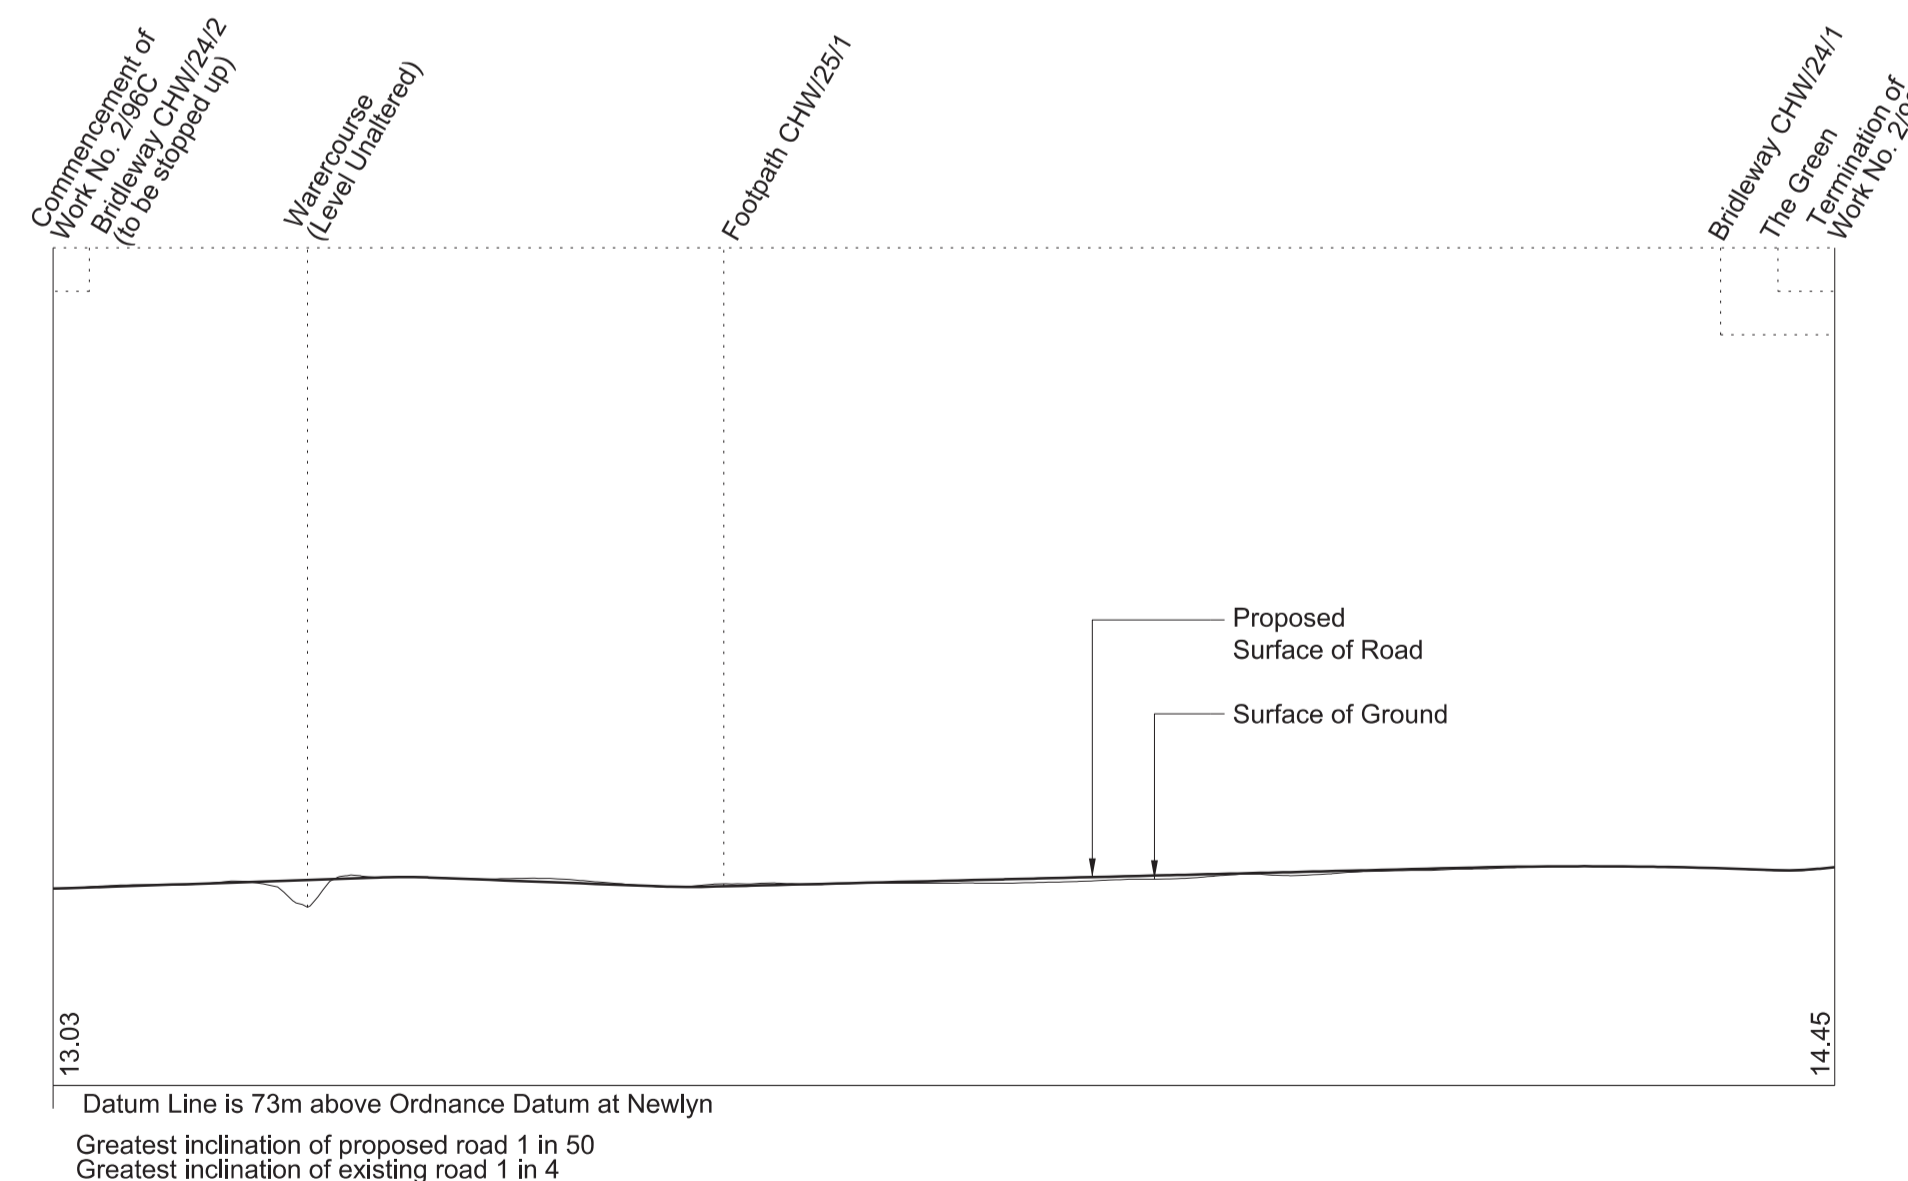 Commencement of
Work No. 2/96C
Bridleway CHW/24/2
(to be stopped up)
Warercourse
(Level Unaltered)
Footpath CHW/25/1
Bridleway CHW/24/1
The Green
Termination of
Work No.
Proposed
Surface of Road
Surface of Ground
13.03
14.45
Datum Line is 73m above Ordnance Datum at Newlyn
Greatest inclination of proposed road 1 in 50
Greatest inclination of existing road 1 in 4